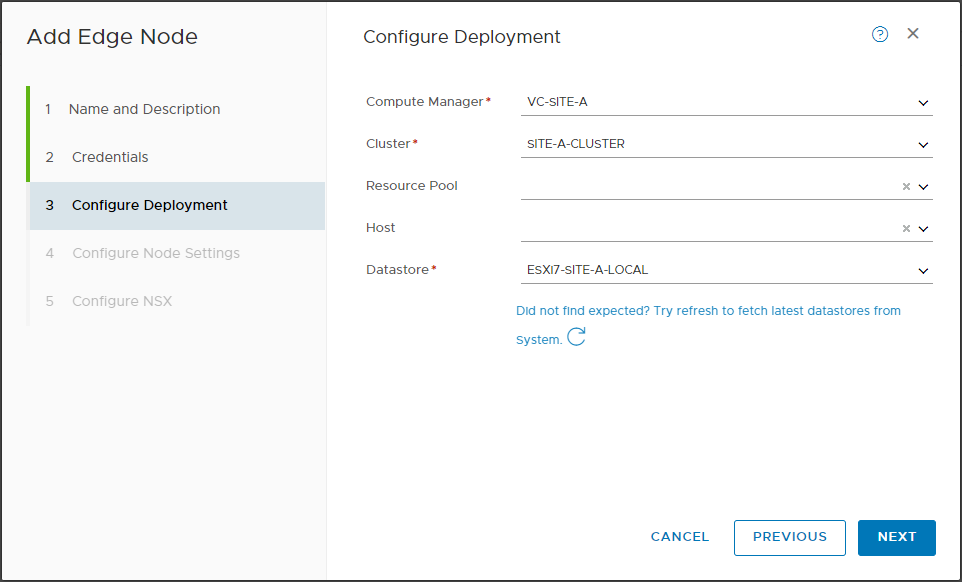 Add Edge Node
1 Name and Description
2 Credentials
3 Configure Deployment
4 Configure Node Settings
5 Configure NSX
Configure Deployment
Compute Manager* VC-SITE-A
Cluster* SITE-A-CLUSTER
Resource Pool
Host
Datastore* ESXI7-SITE-A-LOCAL
Did not find expected? Try refresh to fetch latest datastores from
System.
CANCEL PREVIOUS NEXT